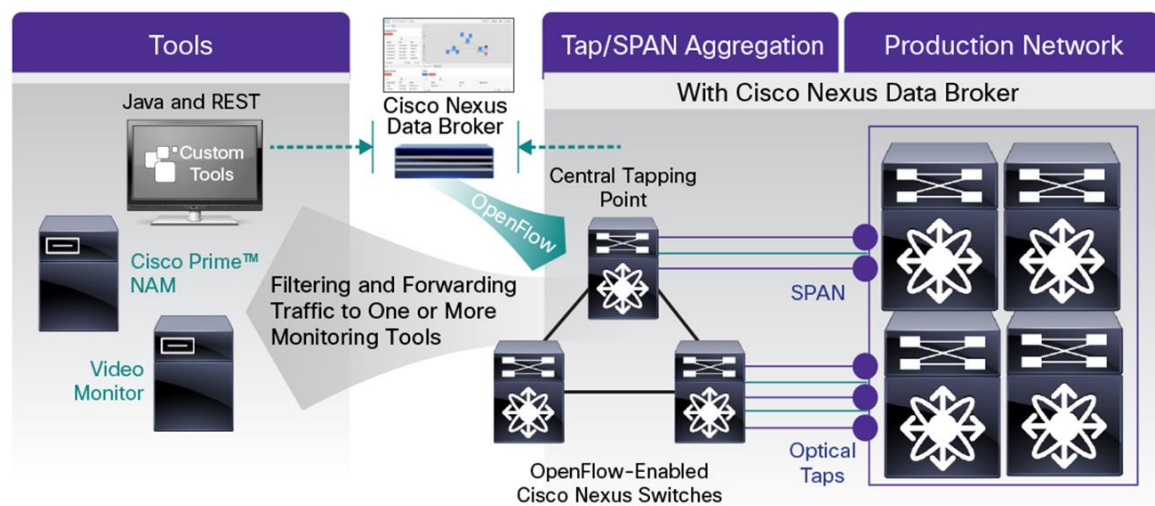 Tools
Tap/SPAN Aggregation
Production Network
With Cisco Nexus Data Broker
Java and REST
Custom
Tools
Cisco Nexus
Data Broker
OpenFlow
Central Tapping
Point
Cisco Prime™
NAM
Filtering and Forwarding
Traffic to One or More
Monitoring Tools
SPAN
Video
Monitor
Optical
Taps
OpenFlow-Enabled
Cisco Nexus Switches